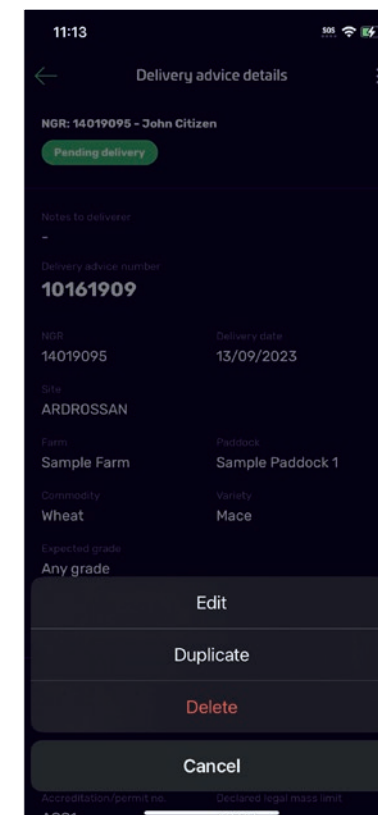 11:13
SOS
Delivery advice details
NGR: 14019095 - John Citizen
Pending delivery
Notes to deliverer
-
Delivery advice number
10161909
NGR Delivery date
14019095 13/09/2023
Site
ARDROSSAN
Farm Paddock
Sample Farm Sample Paddock 1
Commodity Variety
Wheat Mace
Expected grade
Any grade
Edit
Duplicate
Delete
Cancel
Accreditation/permit no. Declared legal mass limit